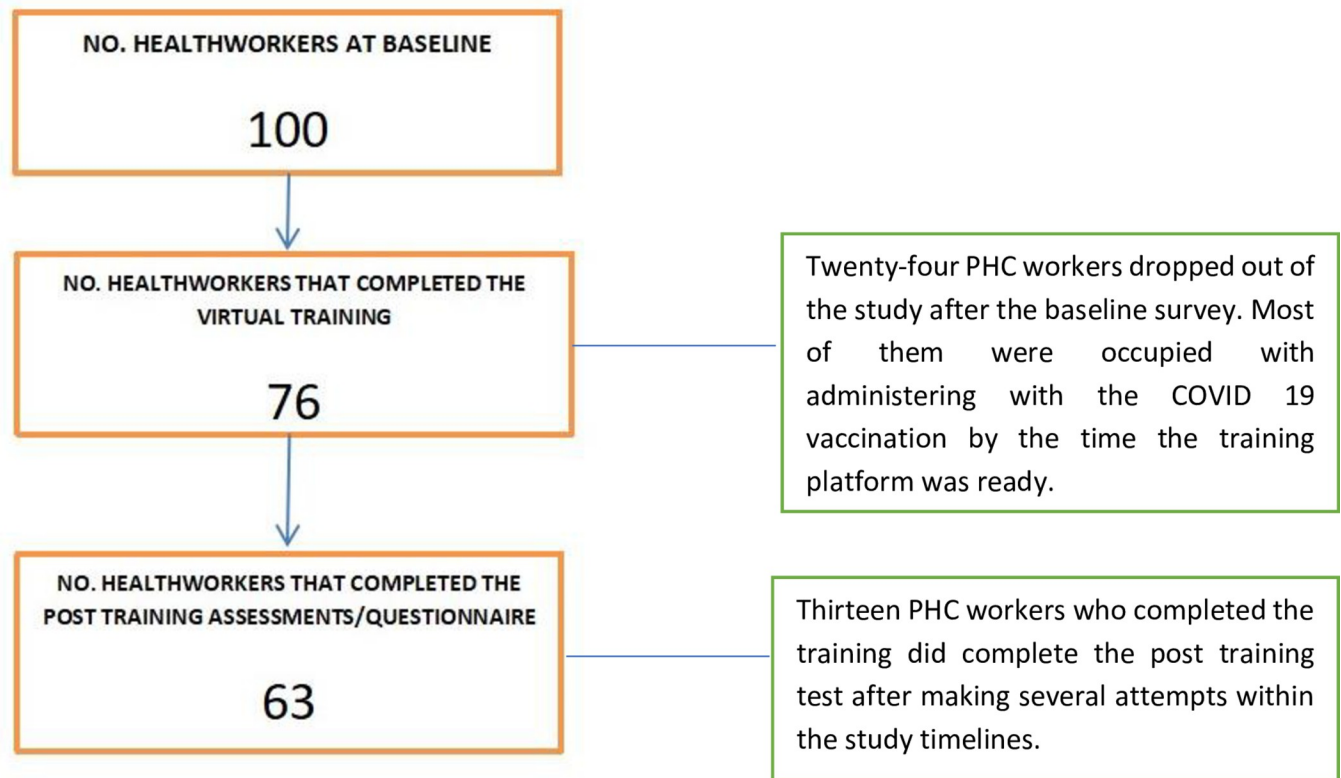 NO. HEALTHWORKERS AT BASELINE
100
NO. HEALTHWORKERS THAT COMPLETED THE
VIRTUAL TRAINING
76
Twenty-four PHC workers dropped out of
the study after the baseline survey. Most
of them were occupied with
administering with the COVID 19
vaccination by the time the training
platform was ready.
NO. HEALTHWORKERS THAT COMPLETED THE
POST TRAINING ASSESSMENTS/QUESTIONNAIRE
63
Thirteen PHC workers who completed the
training did complete the post training
test after making several attempts within
the study timelines.